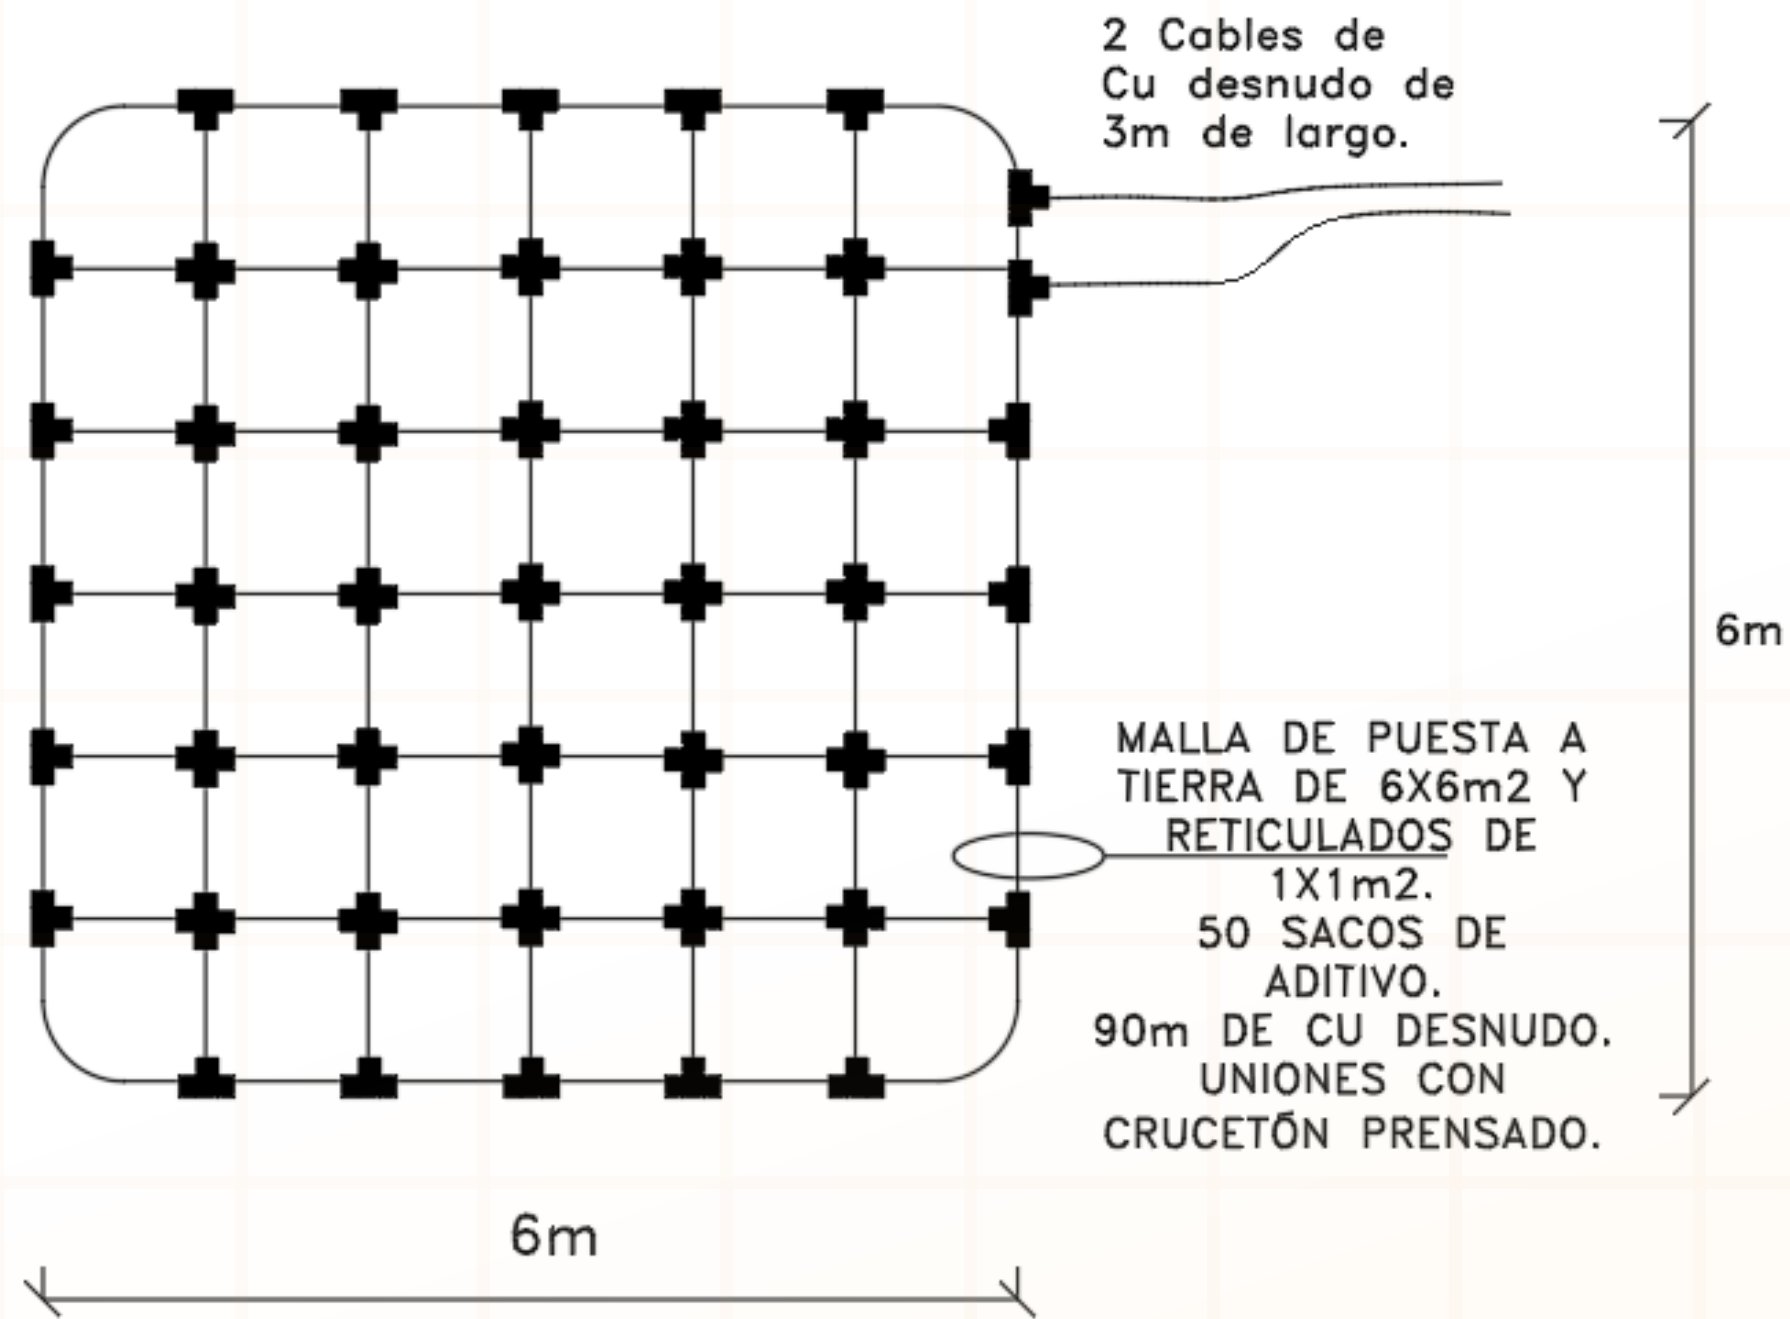 2 Cables de
Cu desnudo de
3m de largo.
6m
MALLA DE PUESTA A
TIERRA DE 6X6m2 Y
RETICULADOS DE
1X1m2.
50 SACOS DE
ADITIVO.
90m DE CU DESNUDO.
UNIONES CON
CRUCETÓN PRENSADO.
6m